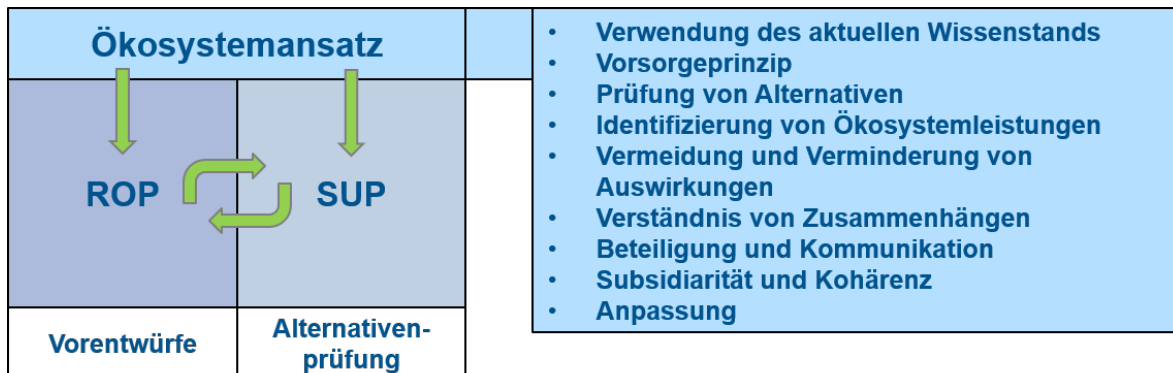 Ökosystemansatz
ROP
SUP
Vorentwürfe
Alternativen-
prüfung
• Verwendung des aktuellen Wissenstands
• Vorsorgeprinzip
• Prüfung von Alternativen
• Identifizierung von Ökosystemleistungen
• Vermeidung und Verminderung von
Auswirkungen
• Verständnis von Zusammenhängen
• Beteiligung und Kommunikation
• Subsidiarität und Kohärenz
• Anpassung